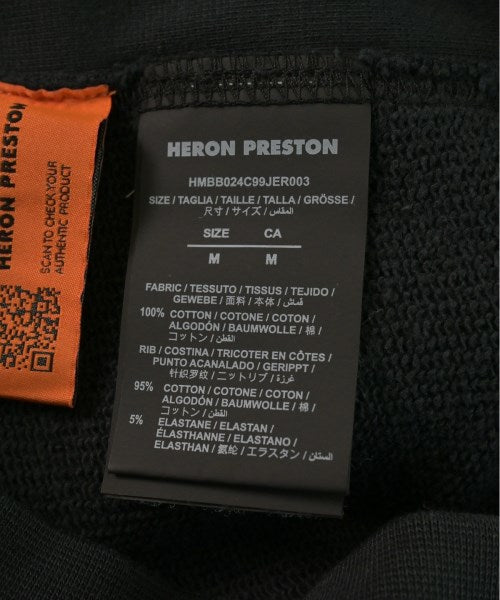 HERON PRESTON
SCAN TO CHECK YOUR
AUTHENTIC PRODUCT
HERON PRESTON
HMBB024C99JER003
SIZE / TAGLIA / TAILLE / TALLA / GRÖSSE /
尺寸 / サイズ / المقاس
SIZE CA
M M
FABRIC / TESSUTO / TISSUS / TEJIDO /
GEWEBE / 面料 / 本体 / قماش
100% COTTON / COTONE / COTON /
ALGODÓN / BAUMWOLLE / 棉 /
コットン / القطن
RIB / COSTINA / TRICOTER EN CÔTES /
PUNTO ACANALADO / GERIPPT /
针织罗纹 / ニットリブ / غرزة
95% COTTON / COTONE / COTON /
ALGODÓN / BAUMWOLLE / 棉 /
コットン / القطن
5% ELASTANE / ELASTAN /
ÉLASTHANNE / ELASTANO /
ELASTHAN / 氨纶 / エラスタン / الستان